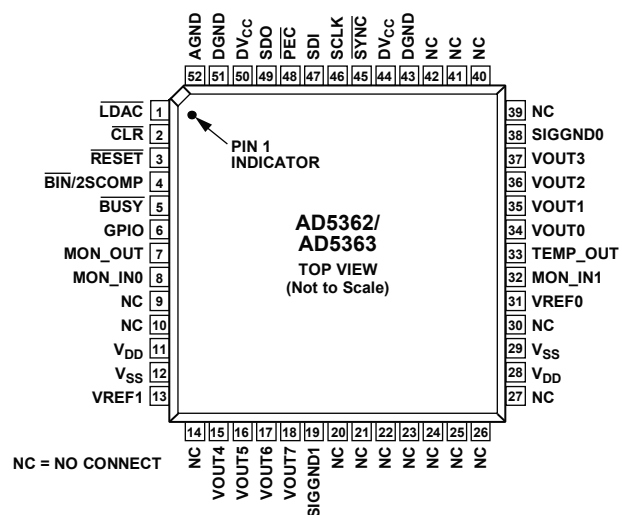 AGND
DGND
DVCC
SDO
PEC
SDI
SCLK
SYNC
DVCC
DGND
NC
NC
NC
52 51 50 49 48 47 46 45 44 43 42 41 40
LDAC 1
CLR 2
RESET 3
BIN/2SCOMP 4
BUSY 5
GPIO 6
MON_OUT 7
MON_IN0 8
NC 9
NC 10
VDD 11
VSS 12
VREF1 13
PIN 1
INDICATOR
AD5362/
AD5363
TOP VIEW
(Not to Scale)
39 NC
38 SIGGND0
37 VOUT3
36 VOUT2
35 VOUT1
34 VOUT0
33 TEMP_OUT
32 MON_IN1
31 VREF0
30 NC
29 VSS
28 VDD
27 NC
14 15 16 17 18 19 20 21 22 23 24 25 26
NC
VOUT4
VOUT5
VOUT6
VOUT7
SIGGND1
NC
NC
NC
NC
NC
NC
NC
NC = NO CONNECT